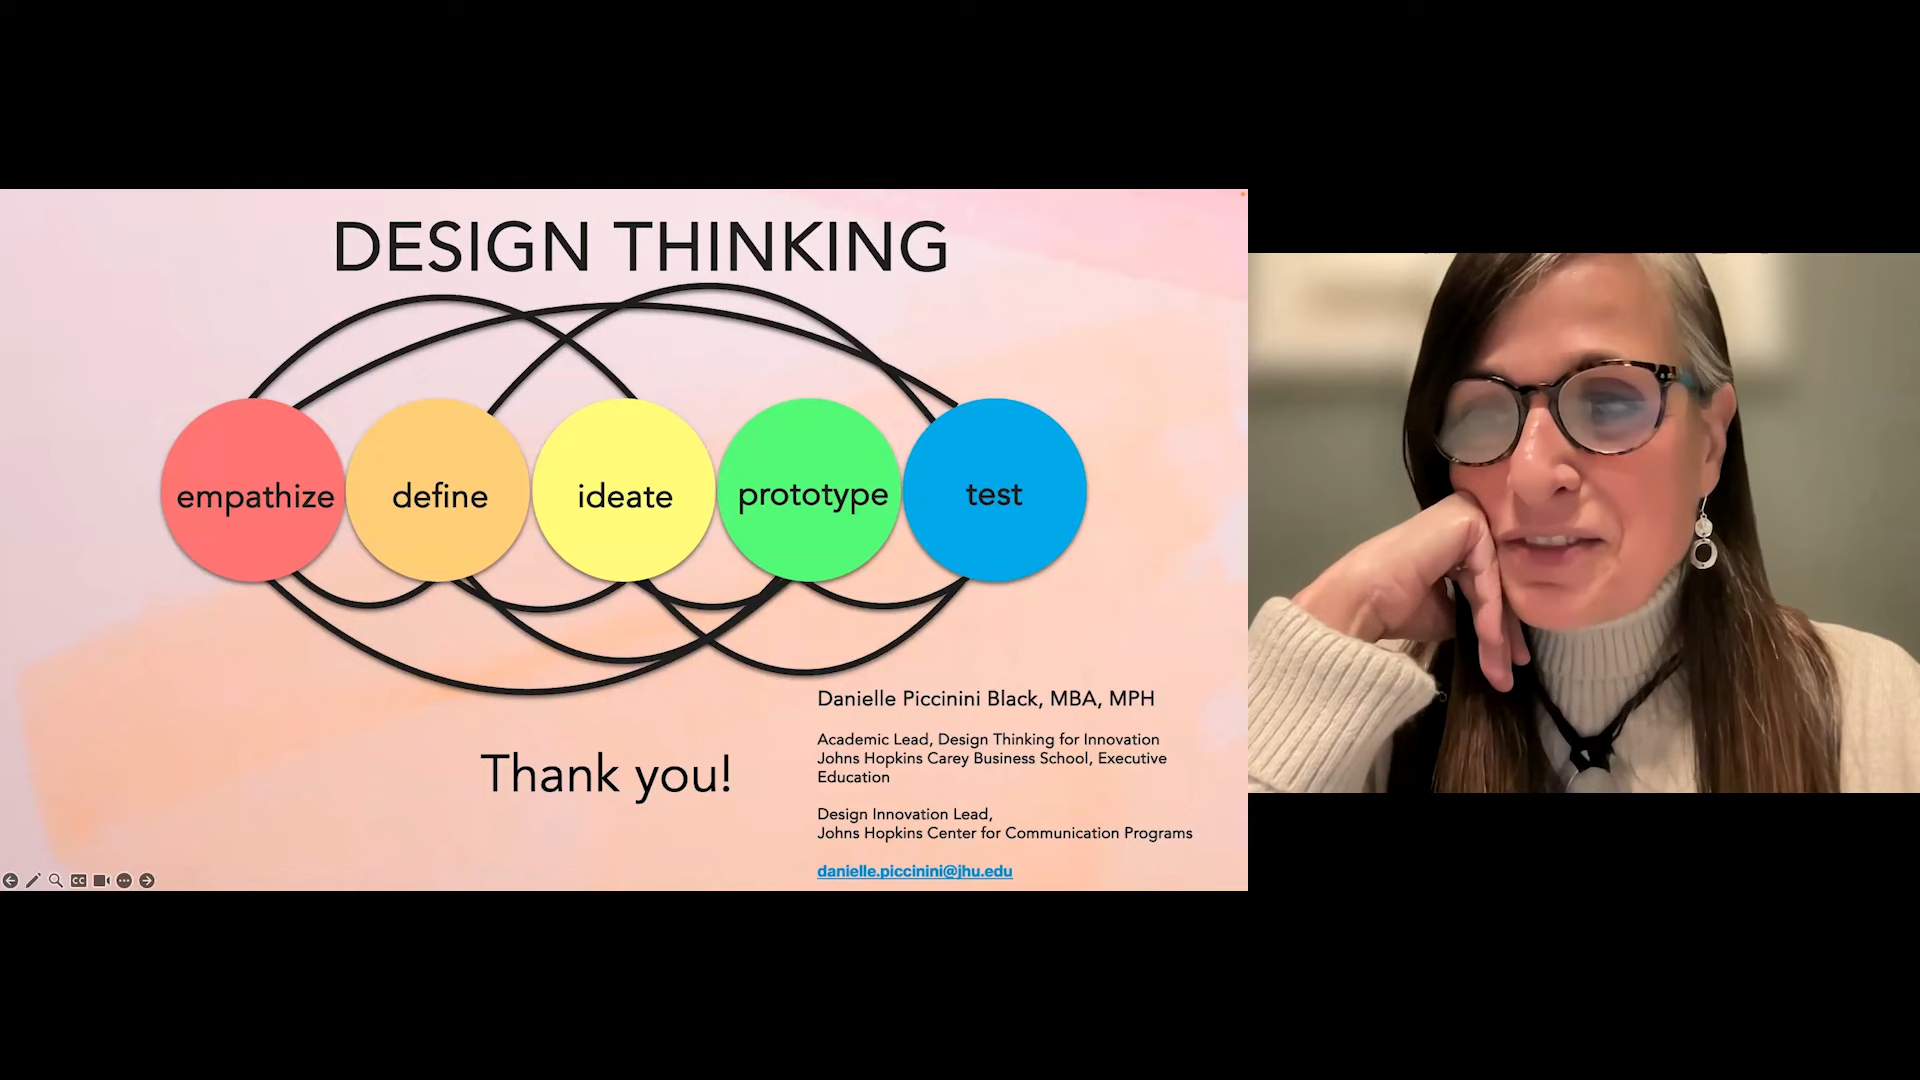 DESIGN THINKING
empathize
define
ideate
prototype
test
Thank you!
Danielle Piccinini Black, MBA, MPH
Academic Lead, Design Thinking for Innovation
Johns Hopkins Carey Business School, Executive
Education
Design Innovation Lead,
Johns Hopkins Center for Communication Programs
danielle.piccinini@jhu.edu
CC